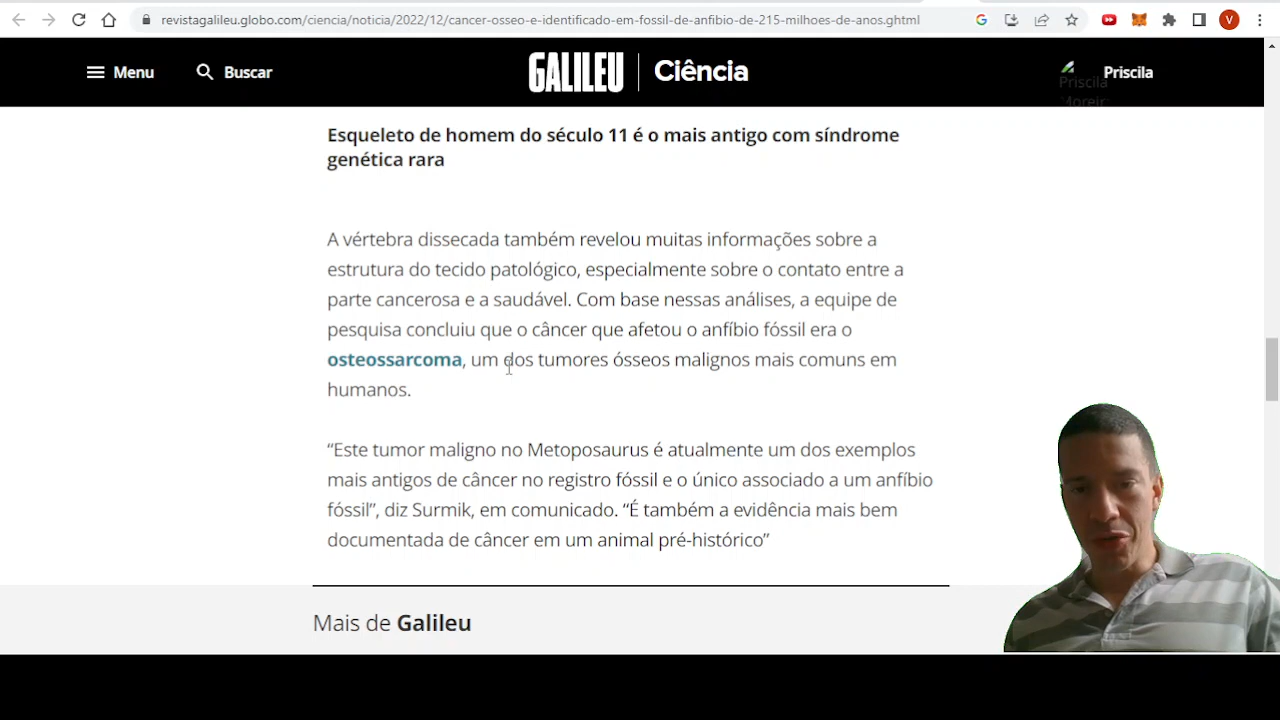 revistagalileu.globo.com/ciencia/noticia/2022/12/cancer-osseo-e-identificado-em-fossil-de-anfibio-de-215-milhoes-de-anos.ghtml
V
Menu
Buscar
GALILEU
Ciência
Priscila
Moreir
Priscila
Esqueleto de homem do século 11 é o mais antigo com síndrome
genética rara
A vértebra dissecada também revelou muitas informações sobre a
estrutura do tecido patológico, especialmente sobre o contato entre a
parte cancerosa e a saudável. Com base nessas análises, a equipe de
pesquisa concluiu que o câncer que afetou o anfíbio fóssil era o
osteossarcoma, um dos tumores ósseos malignos mais comuns em
humanos.
“Este tumor maligno no Metoposaurus é atualmente um dos exemplos
mais antigos de câncer no registro fóssil e o único associado a um anfíbio
fóssil”, diz Surmik, em comunicado. “É também a evidência mais bem
documentada de câncer em um animal pré-histórico”
Mais de Galileu